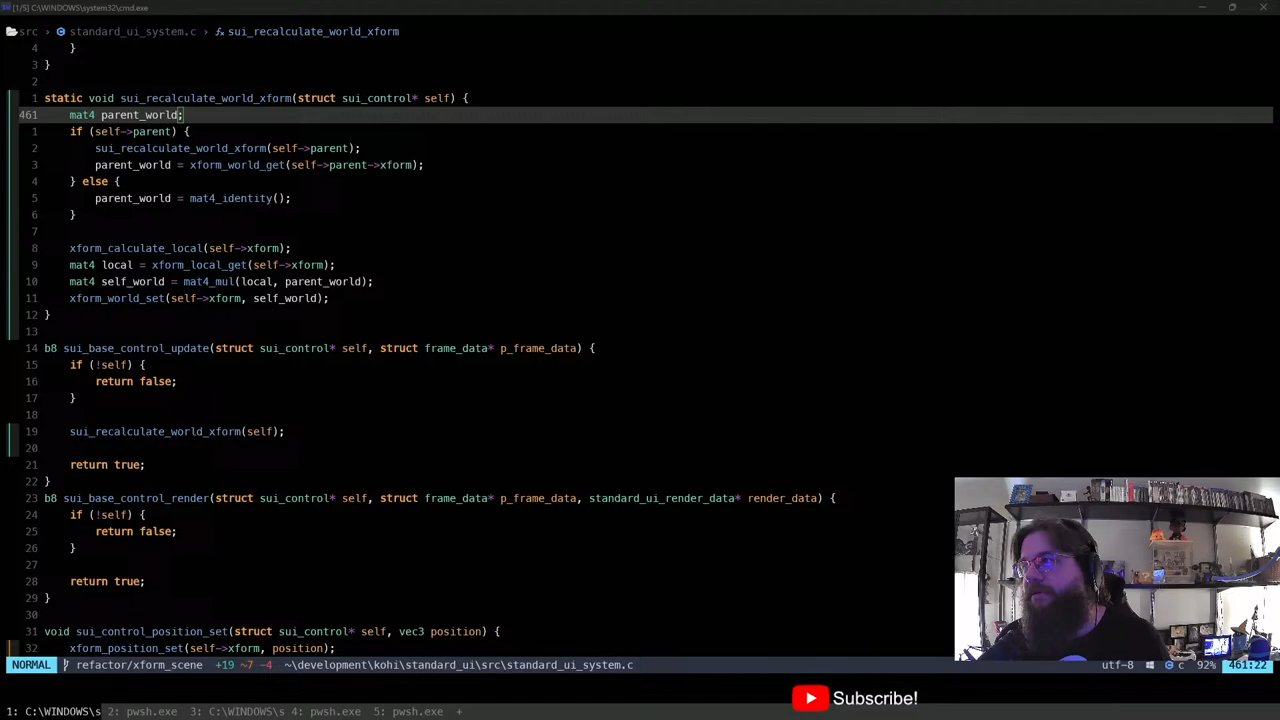 [1/5] C:\WINDOWS\system32\cmd.exe
src › standard_ui_system.c › sui_recalculate_world_xform
4 }
3 }
2
1 static void sui_recalculate_world_xform(struct sui_control* self) {
461 mat4 parent_world;
1 if (self->parent) {
2 sui_recalculate_world_xform(self->parent);
3 parent_world = xform_world_get(self->parent->xform);
4 } else {
5 parent_world = mat4_identity();
6 }
7
8 xform_calculate_local(self->xform);
9 mat4 local = xform_local_get(self->xform);
10 mat4 self_world = mat4_mul(local, parent_world);
11 xform_world_set(self->xform, self_world);
12 }
13
14 b8 sui_base_control_update(struct sui_control* self, struct frame_data* p_frame_data) {
15 if (!self) {
16 return false;
17 }
18
19 sui_recalculate_world_xform(self);
20
21 return true;
22 }
23 b8 sui_base_control_render(struct sui_control* self, struct frame_data* p_frame_data, standard_ui_render_data* render_data) {
24 if (!self) {
25 return false;
26 }
27
28 return true;
29 }
30
31 void sui_control_position_set(struct sui_control* self, vec3 position) {
32 xform_position_set(self->xform, position);
NORMAL refactor/xform_scene +19 ~7 -4 ~\development\kohi\standard_ui\src\standard_ui_system.c utf-8 c 92% 461:22
Subscribe!
1: C:\WINDOWS\s 2: pwsh.exe 3: C:\WINDOWS\s 4: pwsh.exe 5: pwsh.exe +